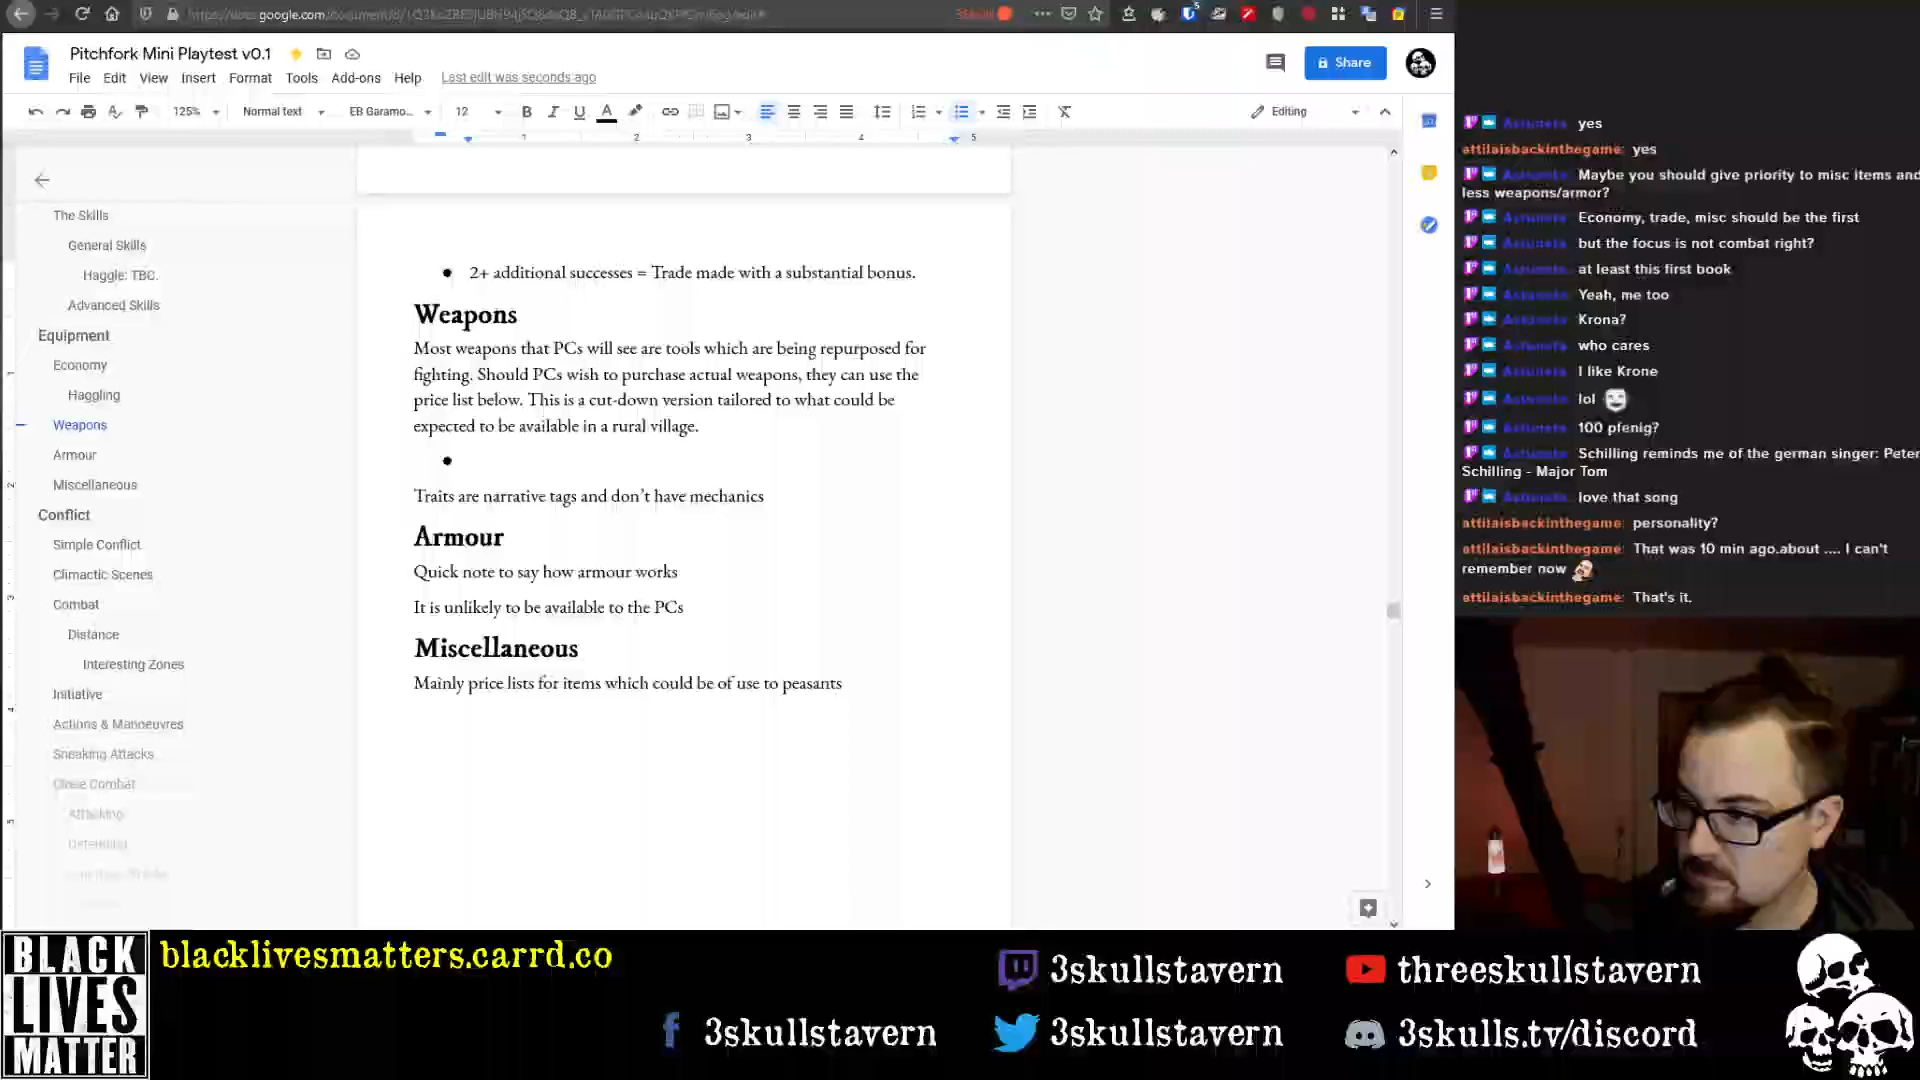 Pitchfork Mini Playtest v0.1
File Edit View Insert Format Tools Add-ons Help Last edit was seconds ago
Share
125% Normal text EB Garamo... 12 B I U A Editing
1 2 3 4 5
The Skills
General Skills
Haggle: TBC.
Advanced Skills
Equipment
Economy
Haggling
Weapons
Armour
Miscellaneous
Conflict
Simple Conflict
Climactic Scenes
Combat
Distance
Interesting Zones
Initiative
Actions & Manoeuvres
Sneaking Attacks
Close Combat
Attacking
Defending
● 2+ additional successes = Trade made with a substantial bonus.
Weapons
Most weapons that PCs will see are tools which are being repurposed for
fighting. Should PCs wish to purchase actual weapons, they can use the
price list below. This is a cut-down version tailored to what could be
expected to be available in a rural village.
●
Traits are narrative tags and don't have mechanics
Armour
Quick note to say how armour works
It is unlikely to be available to the PCs
Miscellaneous
Mainly price lists for items which could be of use to peasants
yes
attilaisbackinthegame: yes
Maybe you should give priority to misc items and
less weapons/armor?
Economy, trade, misc should be the first
but the focus is not combat right?
at least this first book
Yeah, me too
Krona?
who cares
I like Krone
lol
100 pfenig?
Schilling reminds me of the german singer: Peter
Schilling - Major Tom
love that song
attilaisbackinthegame: personality?
attilaisbackinthegame: That was 10 min ago.about .... I can't
remember now
attilaisbackinthegame: That's it.
BLACK
LIVES
MATTER
blacklivesmatters.carrd.co
3skullstavern
threeskullstavern
3skullstavern
3skullstavern
3skulls.tv/discord